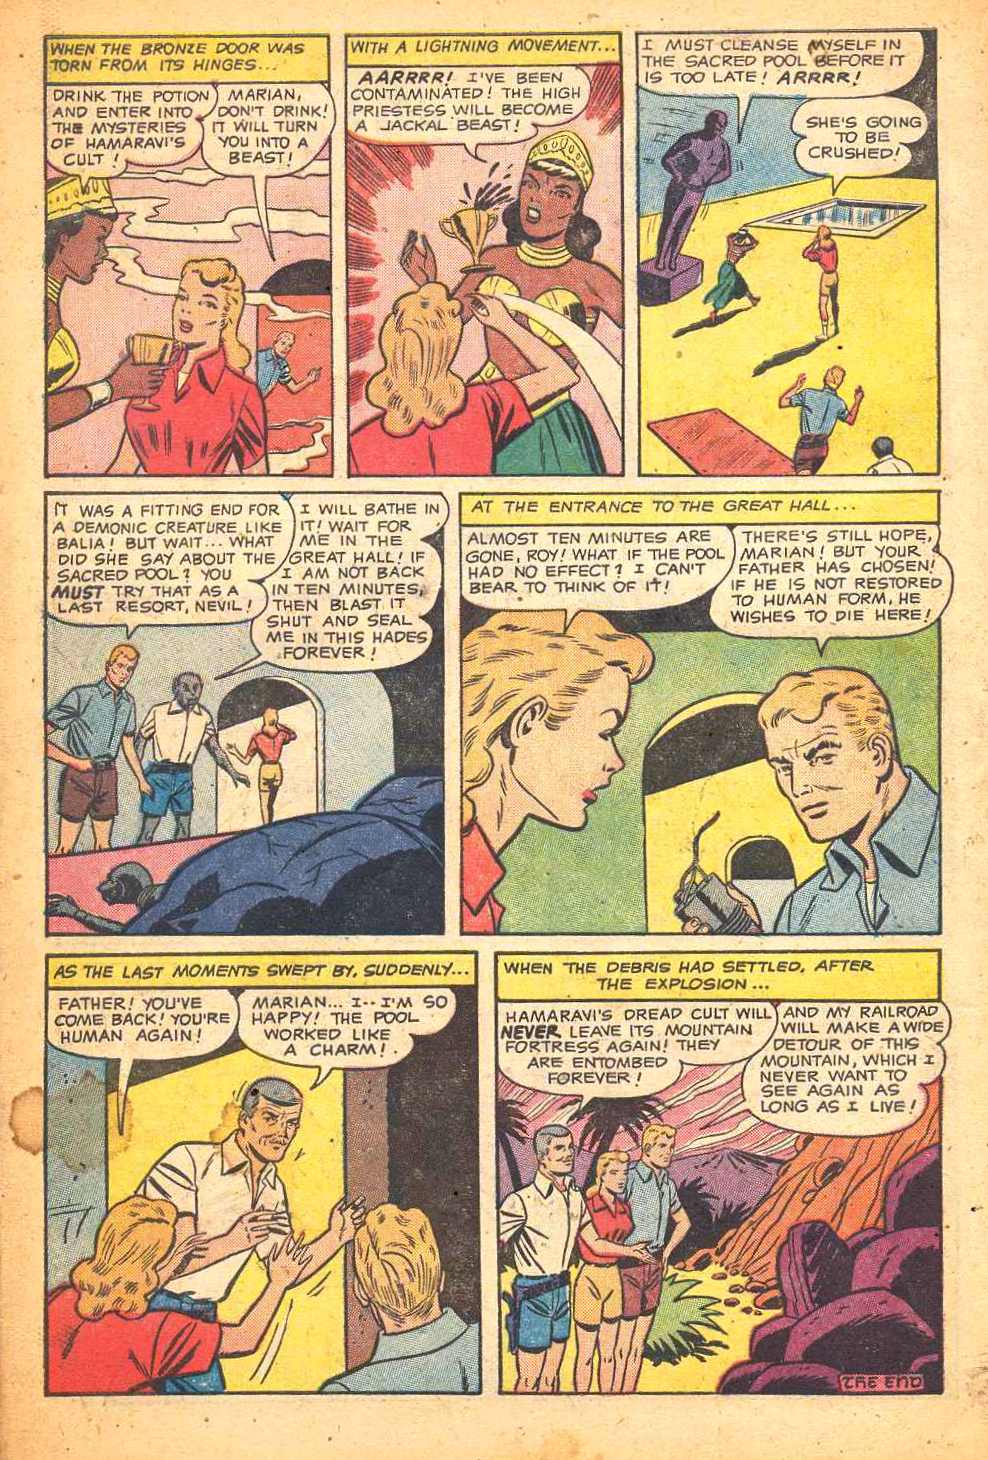 WHEN THE BRONZE DOOR WAS
TORN FROM ITS HINGES...
DRINK THE POTION
AND ENTER INTO
THE MYSTERIES
OF HAMARAVI'S
CULT!
MARIAN,
DON'T DRINK!
IT WILL TURN
YOU INTO A
BEAST!
WITH A LIGHTNING MOVEMENT...
AARRRR! I'VE BEEN
CONTAMINATED! THE HIGH
PRIESTESS WILL BECOME
A JACKAL BEAST!
I MUST CLEANSE MYSELF IN
THE SACRED POOL BEFORE IT
IS TOO LATE! ARRRR!
SHE'S GOING
TO BE
CRUSHED!
IT WAS A FITTING END FOR
A DEMONIC CREATURE LIKE
BALIA! BUT WAIT... WHAT
DID SHE SAY ABOUT THE
SACRED POOL? YOU
MUST TRY THAT AS A
LAST RESORT, NEVIL!
I WILL BATHE IN
IT! WAIT FOR
ME IN THE
GREAT HALL! IF
I AM NOT BACK
IN TEN MINUTES,
THEN BLAST IT
SHUT AND SEAL
ME IN THIS HADES
FOREVER!
AT THE ENTRANCE TO THE GREAT HALL...
ALMOST TEN MINUTES ARE
GONE, ROY! WHAT IF THE POOL
HAD NO EFFECT? I CAN'T
BEAR TO THINK OF IT!
THERE'S STILL HOPE,
MARIAN! BUT YOUR
FATHER HAS CHOSEN!
IF HE IS NOT RESTORED
TO HUMAN FORM, HE
WISHES TO DIE HERE!
AS THE LAST MOMENTS SWEPT BY, SUDDENLY...
FATHER! YOU'VE
COME BACK! YOU'RE
HUMAN AGAIN!
MARIAN... I-- I'M SO
HAPPY! THE POOL
WORKED LIKE
A CHARM!
WHEN THE DEBRIS HAD SETTLED, AFTER
THE EXPLOSION...
HAMARAVI'S DREAD CULT WILL
NEVER LEAVE ITS MOUNTAIN
FORTRESS AGAIN! THEY
ARE ENTOMBED
FOREVER!
AND MY RAILROAD
WILL MAKE A WIDE
DETOUR OF THIS
MOUNTAIN, WHICH I
NEVER WANT TO
SEE AGAIN AS
LONG AS I LIVE!
THE END